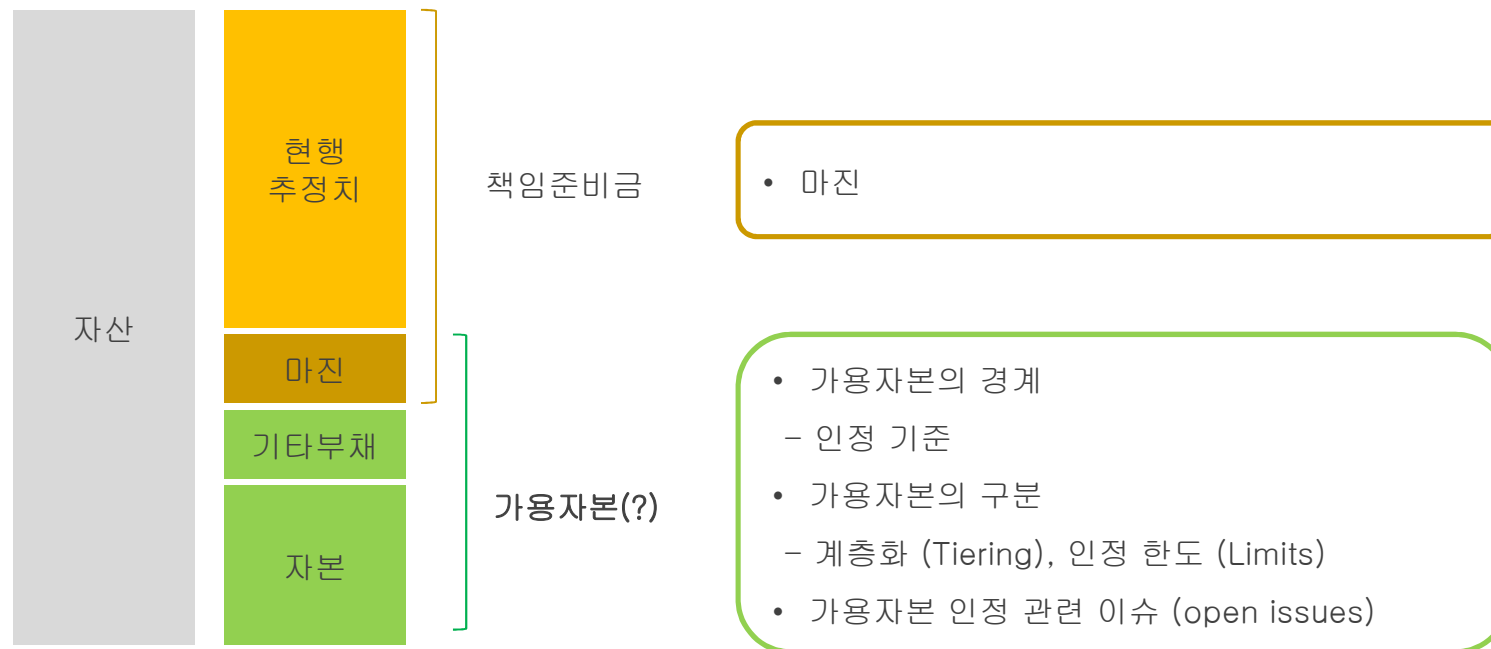 자산
현행
추정치
마진
기타부채
자본
책임준비금
가용자본(?)
• 마진
• 가용자본의 경계
– 인정 기준
• 가용자본의 구분
– 계층화 (Tiering), 인정 한도 (Limits)
• 가용자본 인정 관련 이슈 (open issues)